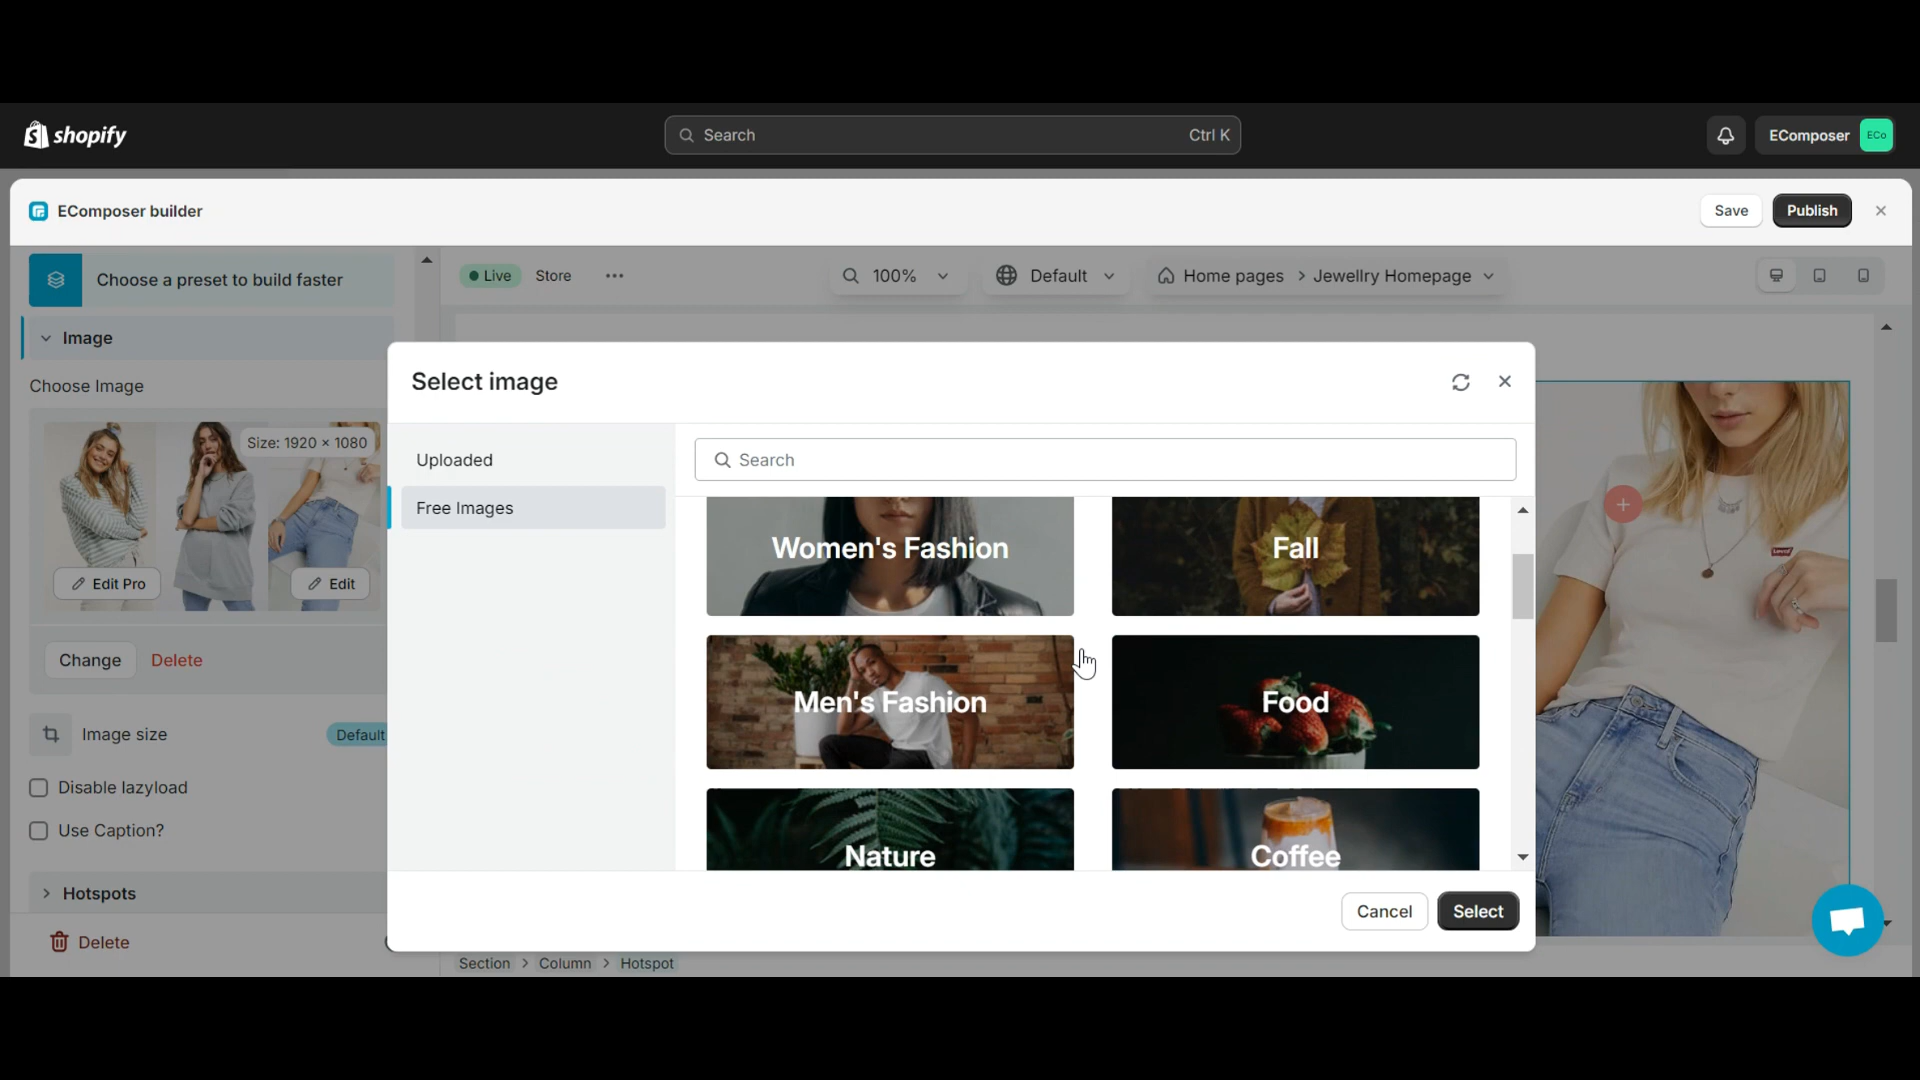 shopify
Search
Ctrl K
EComposer
ECo
EComposer builder
Save
Publish
Choose a preset to build faster
Live
Store
100%
Default
Home pages > Jewellry Homepage
Image
Choose Image
Size: 1920 × 1080
Edit Pro
Edit
Change
Delete
Image size
Default
Disable lazyload
Use Caption?
Hotspots
Delete
Select image
Uploaded
Free Images
Search
Women's Fashion
Fall
Men's Fashion
Food
Nature
Coffee
Cancel
Select
Levi's
Section > Column > Hotspot